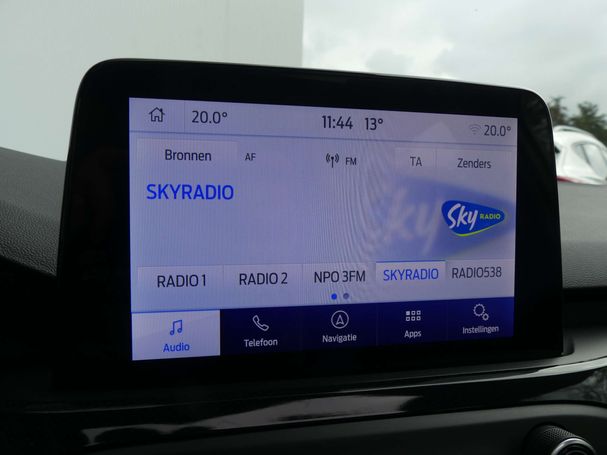 20.0° 11:44 13° 20.0°
Bronnen AF FM TA Zenders
SKYRADIO
Sky RADIO
RADIO 1 RADIO 2 NPO 3FM SKYRADIO RADIO538
Audio Telefoon Navigatie Apps Instellingen